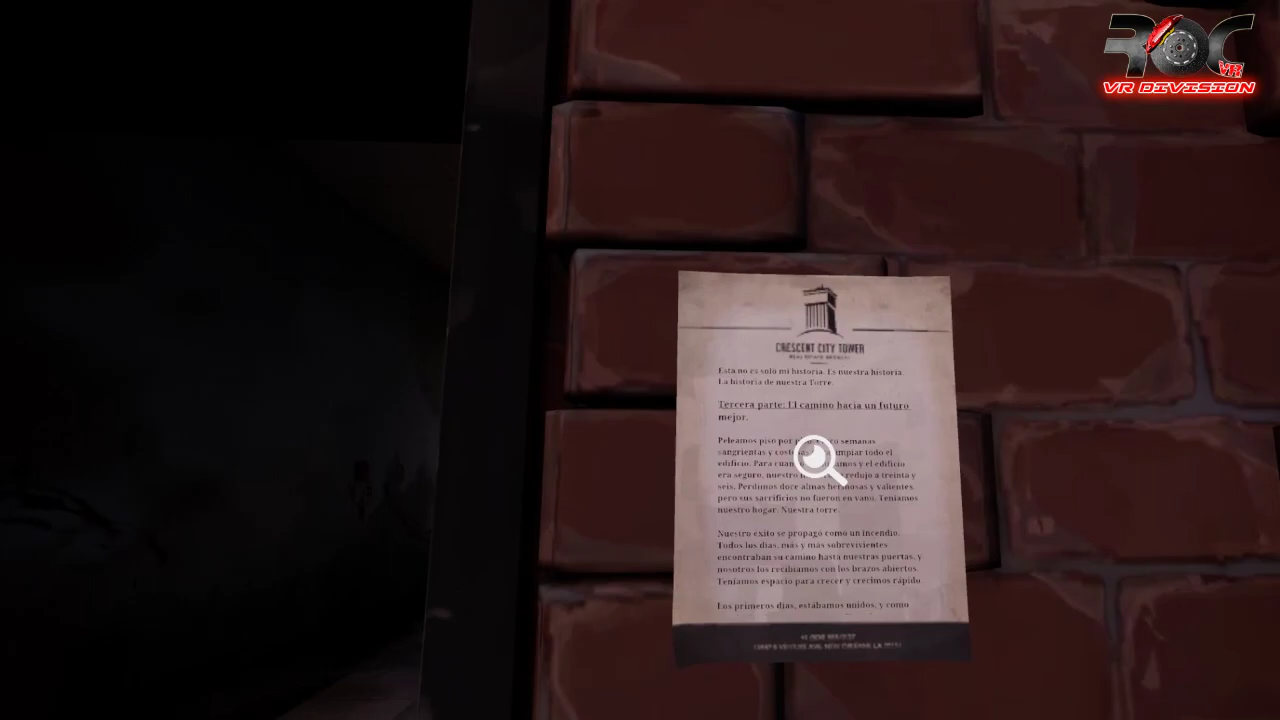 VR
VR DIVISION
CRESCENT CITY TOWER
Esta no es solo mi historia. Es nuestra historia.
La historia de nuestra Torre.
Tercera parte: El camino hacia un futuro
mejor.
Peleamos piso por semanas
sangrientas y limpiar todo el
edificio. Para y el edificio
era seguro, nuestro redujo a treinta y
seis. Perdimos doce almas hermosas y valientes,
pero sus sacrificios no fueron en vano. Teníamos
nuestro hogar. Nuestra torre.
Nuestro éxito se propagó como un incendio.
Todos los días, más y más sobrevivientes
encontraban su camino hasta nuestras puertas, y
nosotros los recibíamos con los brazos abiertos.
Teníamos espacio para crecer y crecimos rápido
Los primeros días, estábamos unidos, y como